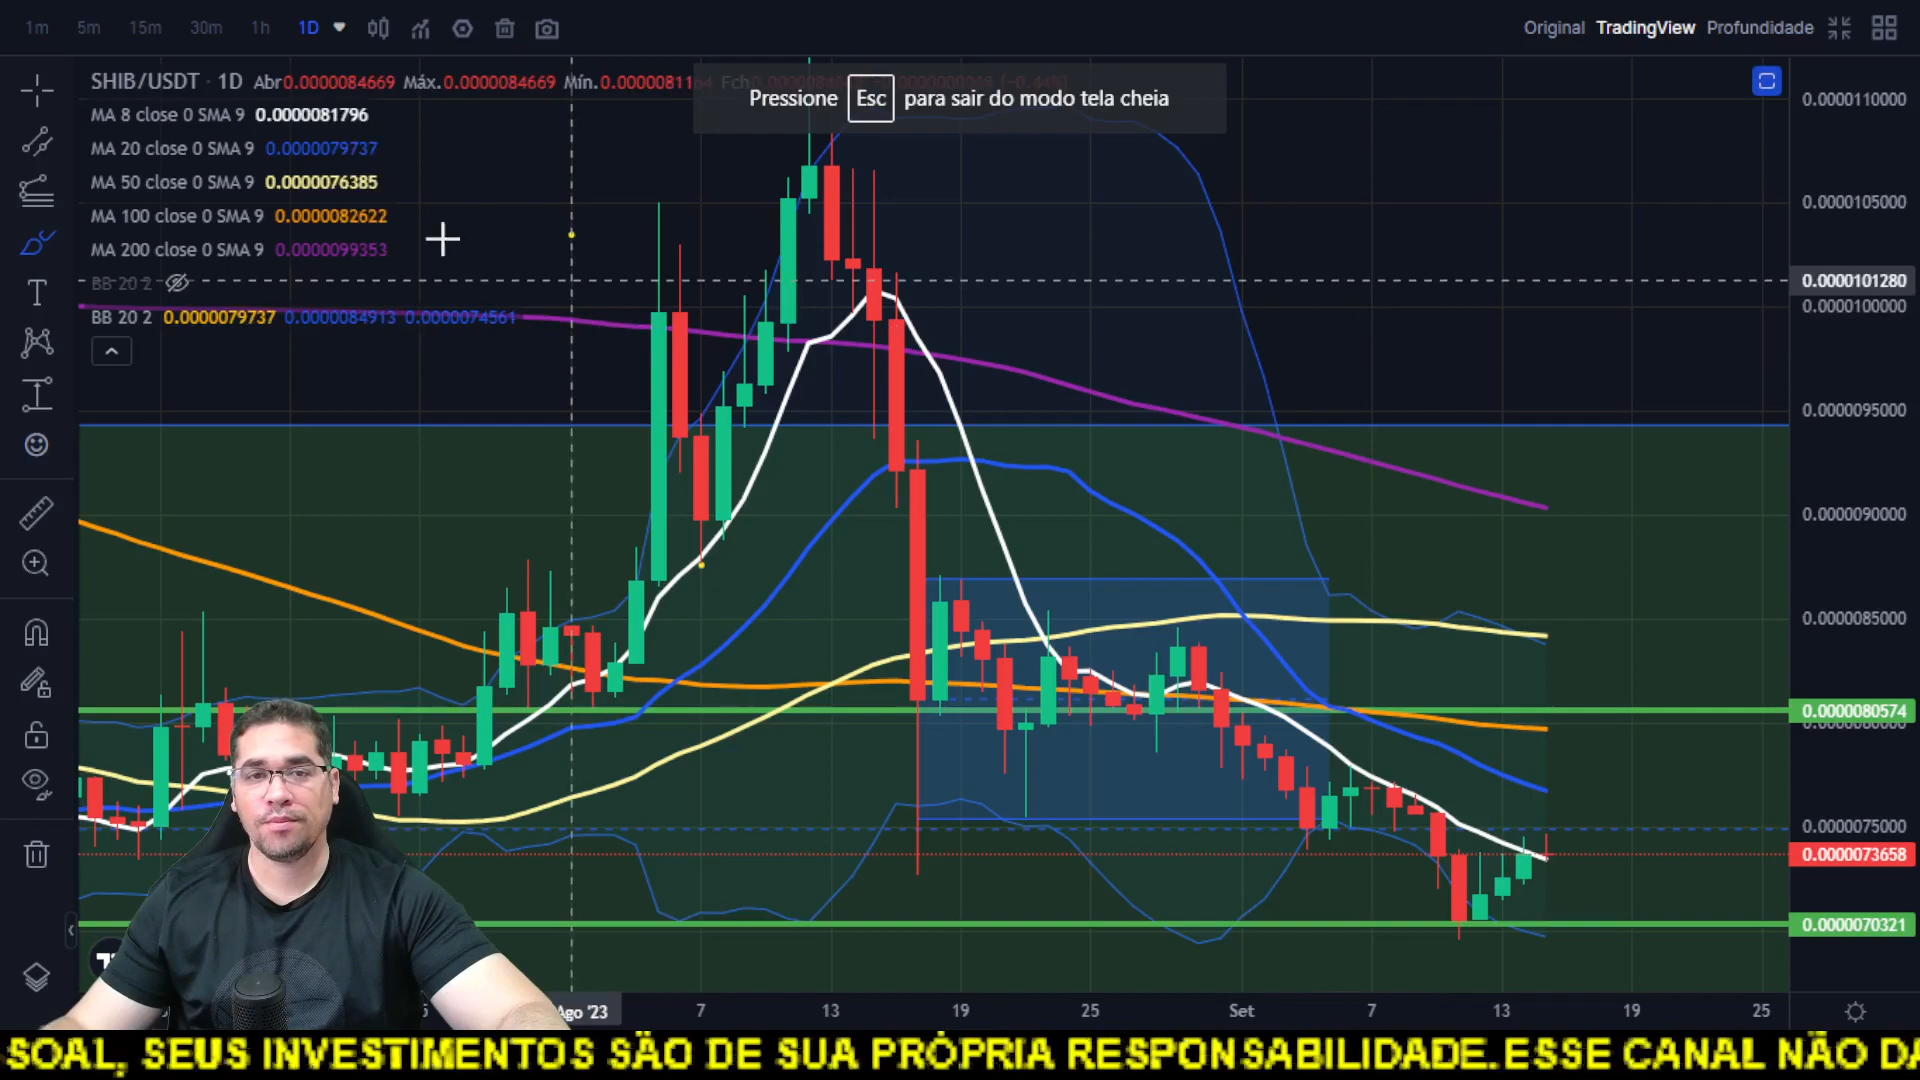 1m 5m 15m 30m 1h 1D
Original TradingView Profundidade
SHIB/USDT · 1D Abr0.0000084669 Máx.0.0000084669 Mín.0.0000081164
Pressione Esc para sair do modo tela cheia
MA 8 close 0 SMA 9 0.0000081796
MA 20 close 0 SMA 9 0.0000079737
MA 50 close 0 SMA 9 0.0000076385
MA 100 close 0 SMA 9 0.0000082622
MA 200 close 0 SMA 9 0.0000099353
BB 20 2
BB 20 2 0.0000079737 0.0000084913 0.0000074561
0.0000110000
0.0000105000
0.0000101280
0.0000100000
0.0000095000
0.0000090000
0.0000085000
0.0000080574
0.0000080000
0.0000075000
0.0000073658
0.0000070321
Ago '23 7 13 19 25 Set 7 13 19 25
SOAL, SEUS INVESTIMENTOS SÃO DE SUA PRÓPRIA RESPONSABILIDADE.ESSE CANAL NÃO DA